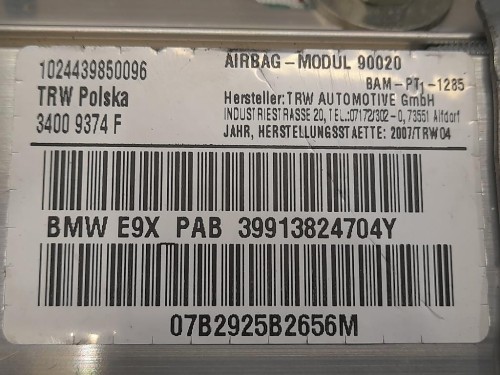 1024439850096
TRW Polska
3400 9374 F
AIRBAG-MODUL 90020
BAM-PT1-1285
Hersteller: TRW AUTOMOTIVE GmbH
INDUSTRIESTRASSE 20, TEL.:07172/302-0, 73551 Alfdorf
JAHR, HERSTELLUNGSSTAETTE: 2007/TRW04
BMW E9X PAB 39913824704Y
07B2925B2656M